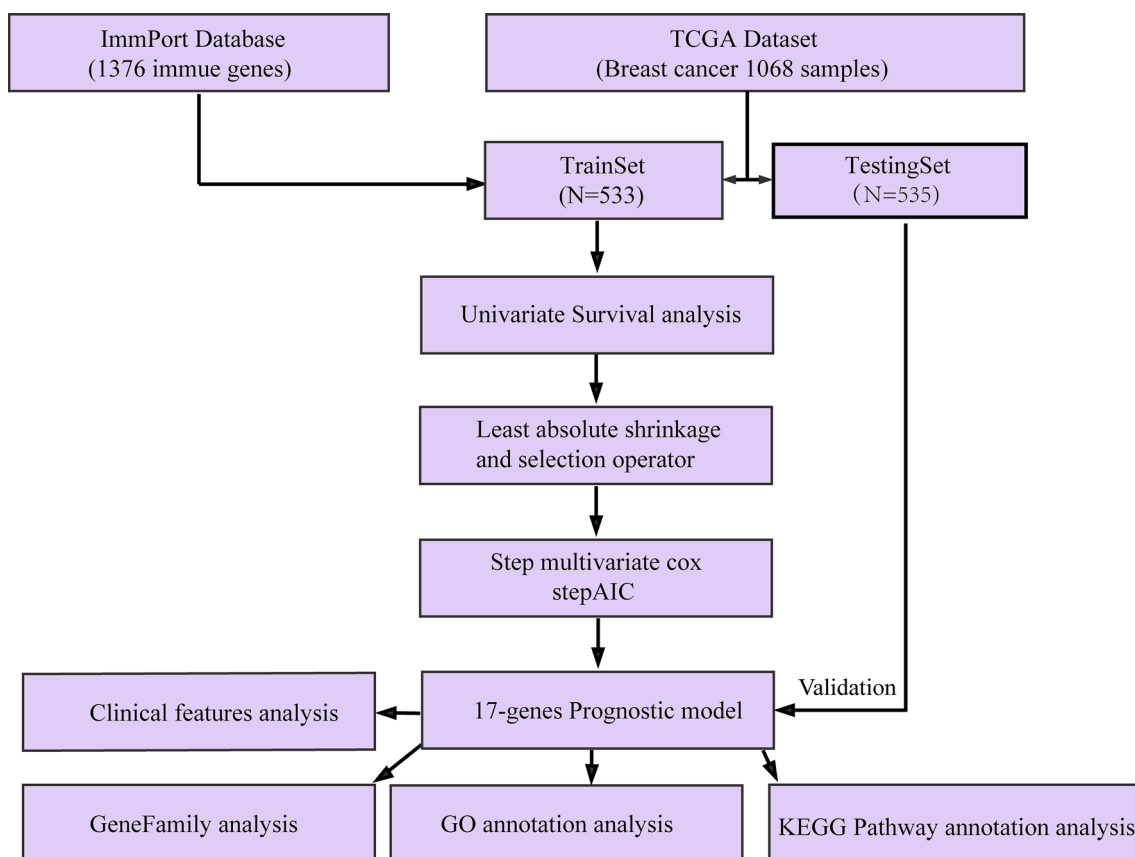 ImmPort Database
(1376 immue genes)
TCGA Dataset
(Breast cancer 1068 samples)
TrainSet
(N=533)
TestingSet
（N=535）
Univariate Survival analysis
Least absolute shrinkage
and selection operator
Step multivariate cox
stepAIC
Validation
Clinical features analysis
17-genes Prognostic model
GeneFamily analysis
GO annotation analysis
KEGG Pathway annotation analysis